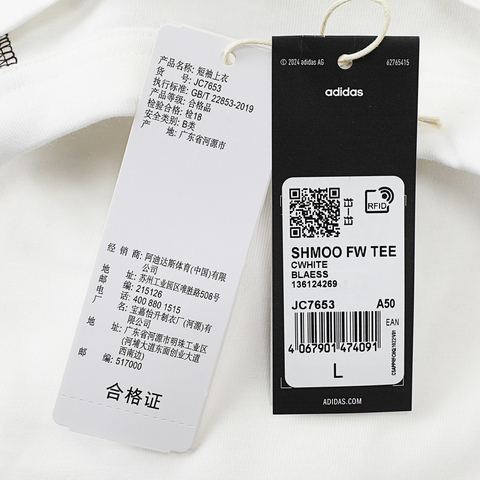 产品名称: 短袖上衣
货 号: JC7653
执行标准: GB/T 22853-2019
产品等级: 合格品
检验合格: 检18
安全类别: B类
产 地: 广东省河源市
经 销 商: 阿迪达斯体育(中国)有限公司
地 址: 苏州工业园区唯胜路508号
邮 编: 215126
电 话: 400 880 1515
厂 名: 宝嘉怡升制衣厂(河源)有限公司
地 址: 广东省河源市明珠工业区(河埔大道东面创业大道西南边)
邮 编: 517000
合格证
© 2024 adidas AG
62765415
adidas
RFID
SHMOO FW TEE
CWHITE
BLAESS
136124269
JC7653 A50
EAN
4 067901 474091
L
ADIDAS.COM